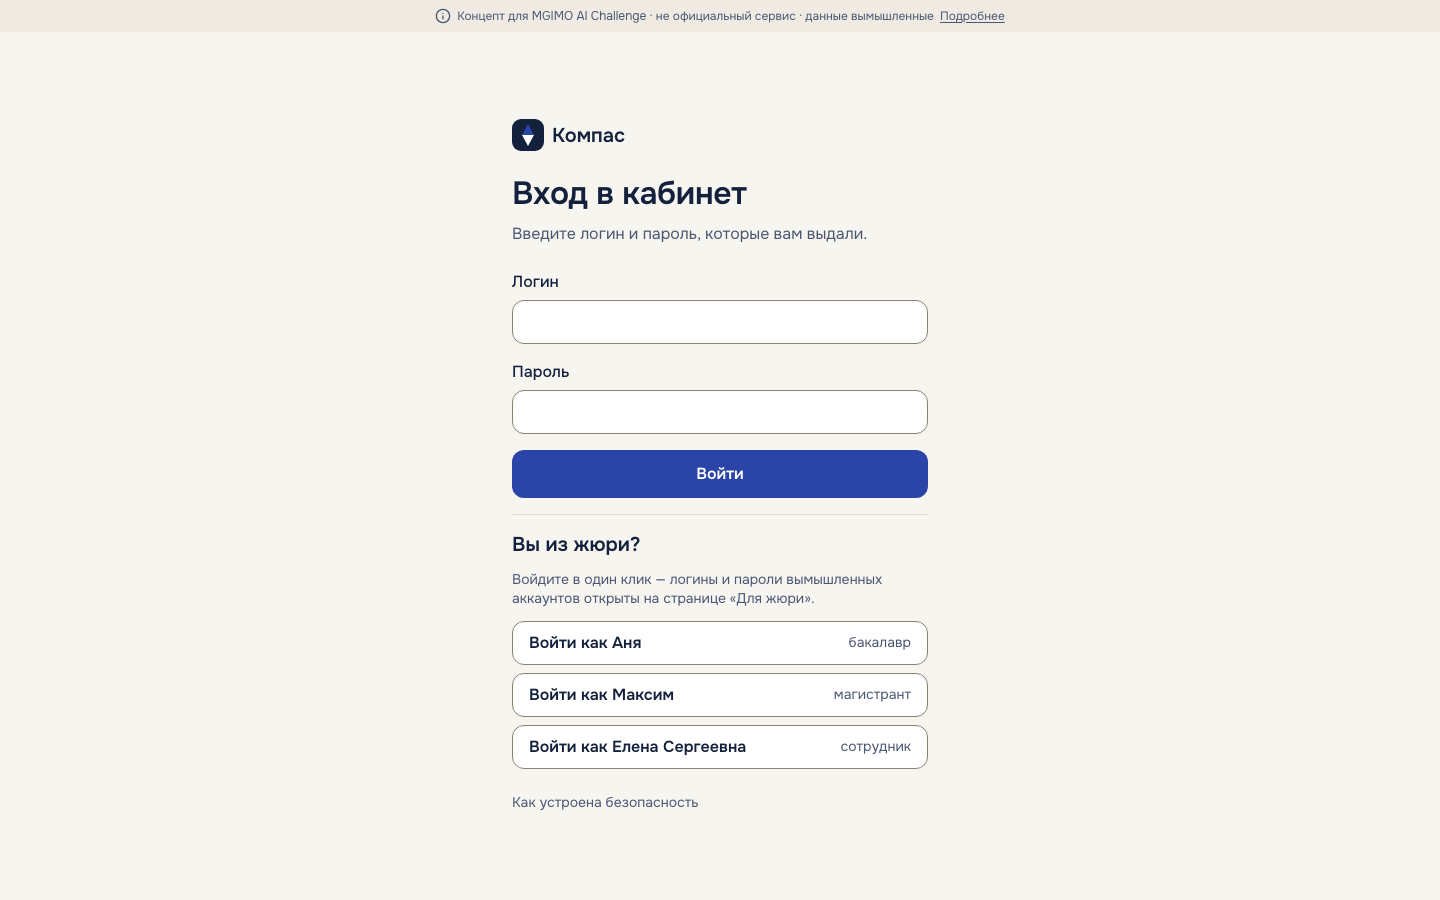 Концепт для MGIMO AI Challenge · не официальный сервис · данные вымышленные Подробнее
Компас
Вход в кабинет
Введите логин и пароль, которые вам выдали.
Логин
Пароль
Войти
Вы из жюри?
Войдите в один клик — логины и пароли вымышленных
аккаунтов открыты на странице «Для жюри».
Войти как Аня бакалавр
Войти как Максим магистрант
Войти как Елена Сергеевна сотрудник
Как устроена безопасность